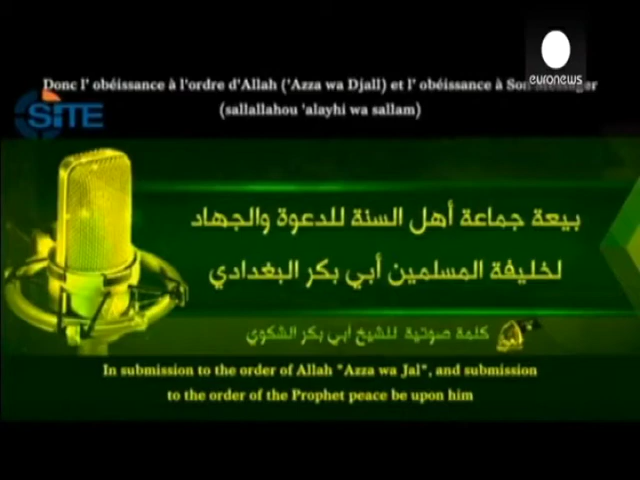 euronews
Donc l' obéissance à l'ordre d'Allah ('Azza wa Djall) et l' obéissance à Son Messager
(sallallahou 'alayhi wa sallam)
SITE
بيعة جماعة أهل السنة للدعوة والجهاد
لخليفة المسلمين أبي بكر البغدادي
كلمة صوتية للشيخ أبي بكر الشكوي
In submission to the order of Allah "Azza wa Jal", and submission
to the order of the Prophet peace be upon him